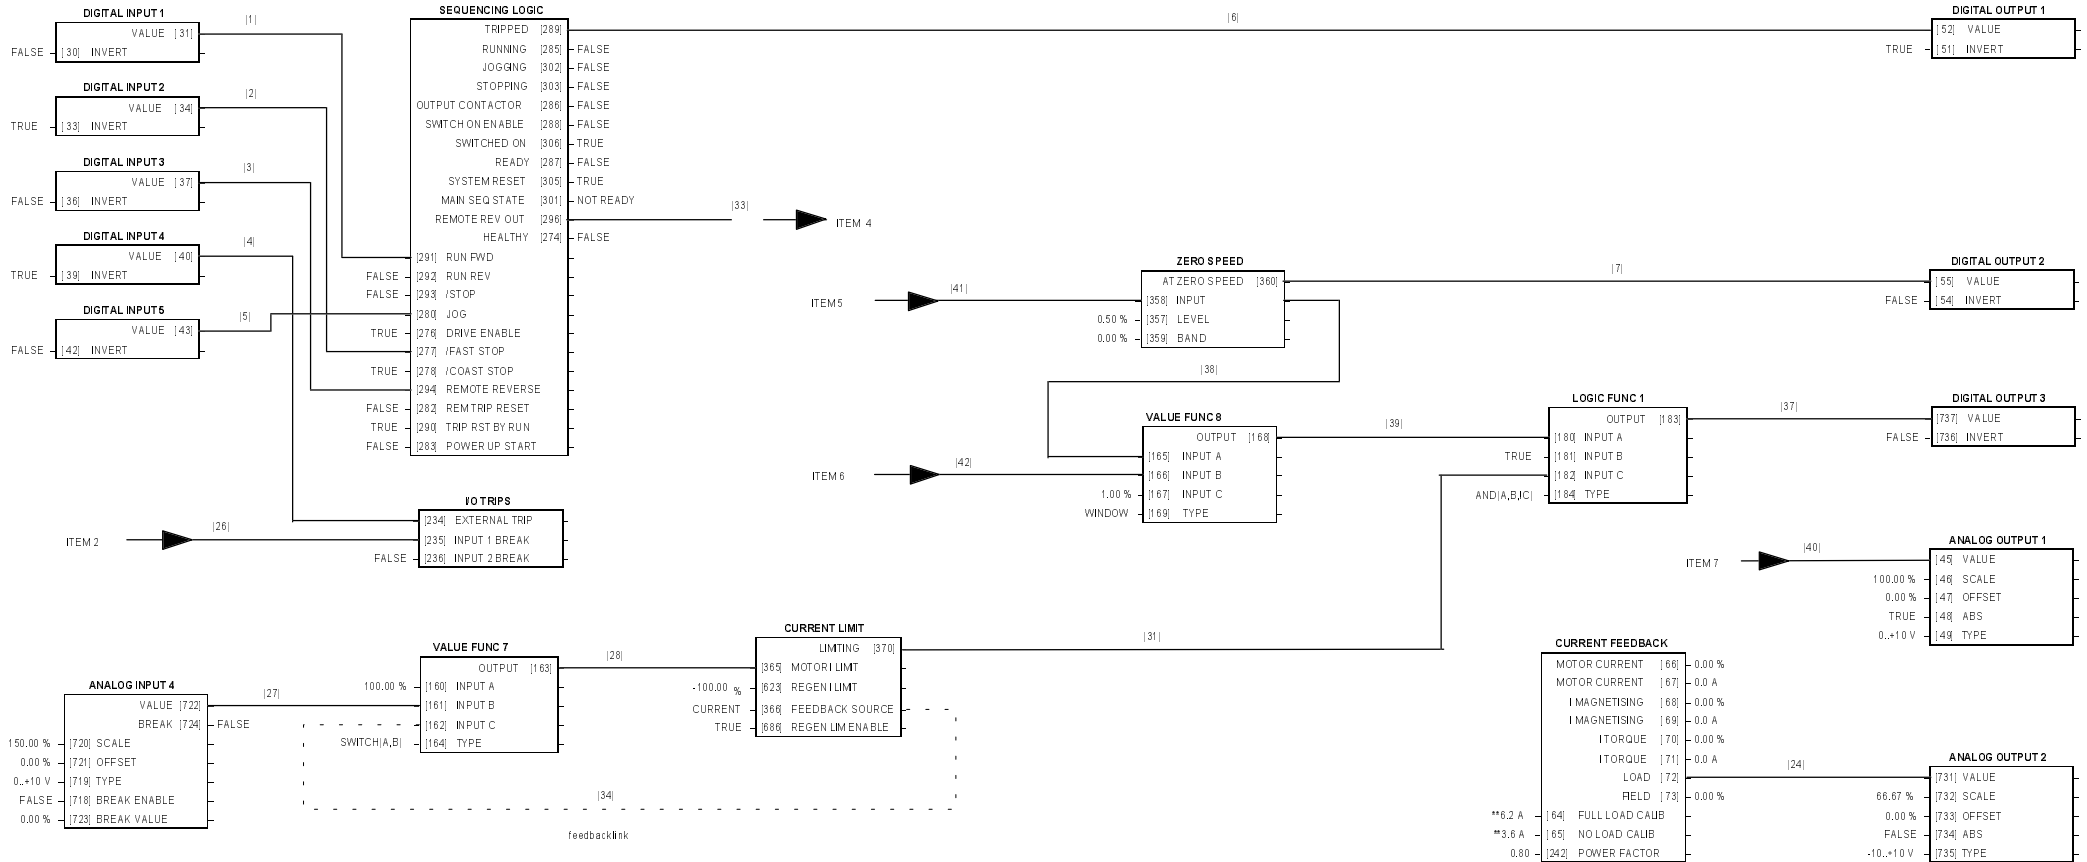 DIGITAL INPUT 1
VALUE [ 31]
FALSE [ 30] INVERT
|1|
DIGITAL INPUT 2
VALUE [ 34]
TRUE [ 33] INVERT
|2|
DIGITAL INPUT 3
VALUE [ 37]
FALSE [ 36] INVERT
|3|
DIGITAL INPUT 4
VALUE [ 40]
TRUE [ 39] INVERT
|4|
DIGITAL INPUT 5
VALUE [ 43]
FALSE [ 42] INVERT
|5|
SEQUENCING LOGIC
TRIPPED [289]
RUNNING [285] FALSE
JOGGING [302] FALSE
STOPPING [303] FALSE
OUTPUT CONTACTOR [286] FALSE
SWITCH ON ENABLE [288] FALSE
SWITCHED ON [306] TRUE
READY [287] FALSE
SYSTEM RESET [305] TRUE
MAIN SEQ STATE [301] NOT READY
REMOTE REV OUT [296]
HEALTHY [274] FALSE
[291] RUN FWD
FALSE [292] RUN REV
FALSE [293] /STOP
[280] JOG
TRUE [276] DRIVE ENABLE
[277] /FAST STOP
TRUE [278] /COAST STOP
[294] REMOTE REVERSE
FALSE [282] REM TRIP RESET
TRUE [290] TRIP RST BY RUN
FALSE [283] POWER UP START
|6|
DIGITAL OUTPUT 1
[ 52] VALUE
TRUE [ 51] INVERT
|33|
ITEM 4
ITEM 5
|41|
ZERO SPEED
AT ZERO SPEED [360]
[358] INPUT
0.50 % [357] LEVEL
0.00 % [359] BAND
|7|
DIGITAL OUTPUT 2
[ 55] VALUE
FALSE [ 54] INVERT
|38|
ITEM 6
|42|
VALUE FUNC 8
OUTPUT [168]
[165] INPUT A
[166] INPUT B
1.00 % [167] INPUT C
WINDOW [169] TYPE
|39|
LOGIC FUNC 1
OUTPUT [183]
[180] INPUT A
TRUE [181] INPUT B
[182] INPUT C
AND(A,B,!C) [184] TYPE
|37|
DIGITAL OUTPUT 3
[737] VALUE
FALSE [736] INVERT
I/O TRIPS
[234] EXTERNAL TRIP
[235] INPUT 1 BREAK
FALSE [236] INPUT 2 BREAK
ITEM 2
|26|
ITEM 7
|40|
ANALOG OUTPUT 1
[ 45] VALUE
100.00 % [ 46] SCALE
0.00 % [ 47] OFFSET
TRUE [ 48] ABS
0..+10 V [ 49] TYPE
ANALOG INPUT 4
VALUE [722]
BREAK [724] FALSE
150.00 % [720] SCALE
0.00 % [721] OFFSET
0..+10 V [719] TYPE
FALSE [718] BREAK ENABLE
0.00 % [723] BREAK VALUE
|27|
VALUE FUNC 7
OUTPUT [163]
100.00 % [160] INPUT A
[161] INPUT B
[162] INPUT C
SWITCH(A,B) [164] TYPE
|28|
CURRENT LIMIT
LIMITING [370]
[365] MOTOR I LIMIT
-100.00 % [623] REGEN I LIMIT
CURRENT [366] FEEDBACK SOURCE
TRUE [686] REGEN LIM ENABLE
|31|
|34|
feedback link
CURRENT FEEDBACK
MOTOR CURRENT [ 66] 0.00 %
MOTOR CURRENT [ 67] 0.0 A
I MAGNETISING [ 68] 0.00 %
I MAGNETISING [ 69] 0.0 A
I TORQUE [ 70] 0.00 %
I TORQUE [ 71] 0.0 A
LOAD [ 72]
FIELD [ 73] 0.00 %
**6.2 A [ 64] FULL LOAD CALIB
**3.6 A [ 65] NO LOAD CALIB
0.80 [242] POWER FACTOR
|24|
ANALOG OUTPUT 2
[731] VALUE
66.67 % [732] SCALE
0.00 % [733] OFFSET
FALSE [734] ABS
-10..+10 V [735] TYPE